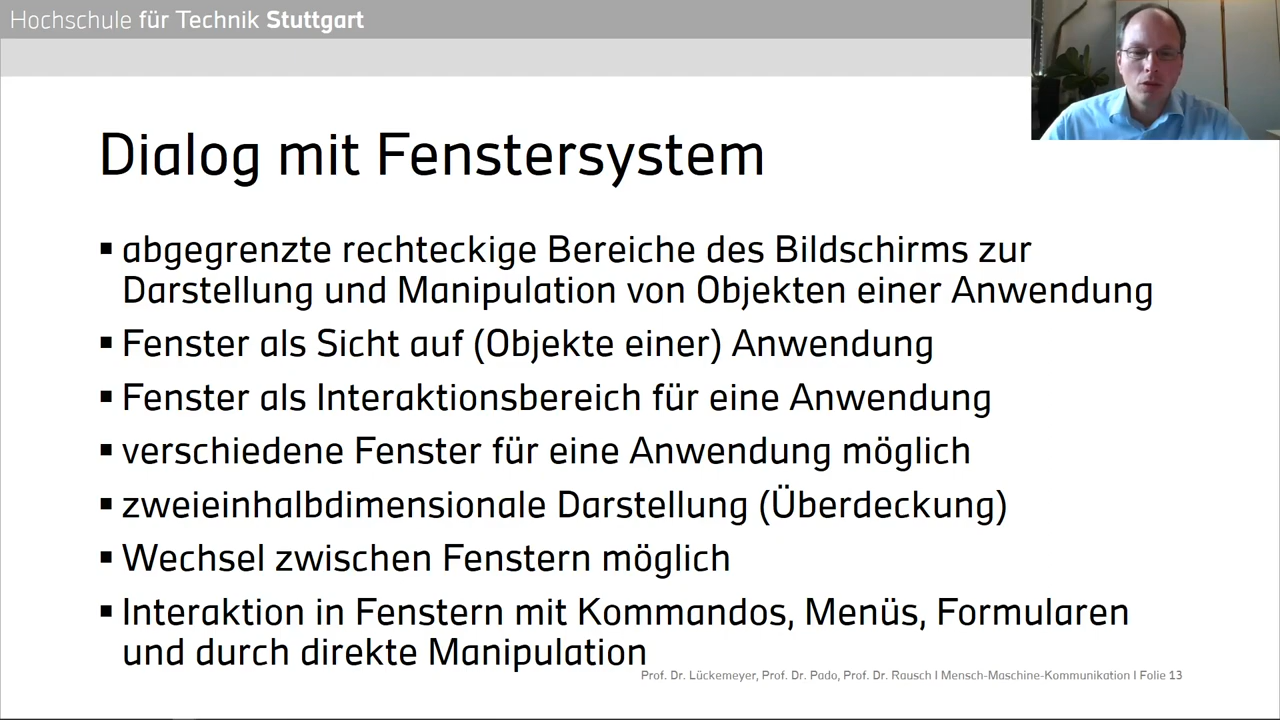 Hochschule für Technik Stuttgart
Dialog mit Fenstersystem
▪ abgegrenzte rechteckige Bereiche des Bildschirms zur
Darstellung und Manipulation von Objekten einer Anwendung
▪ Fenster als Sicht auf (Objekte einer) Anwendung
▪ Fenster als Interaktionsbereich für eine Anwendung
▪ verschiedene Fenster für eine Anwendung möglich
▪ zweieinhalbdimensionale Darstellung (Überdeckung)
▪ Wechsel zwischen Fenstern möglich
▪ Interaktion in Fenstern mit Kommandos, Menüs, Formularen
und durch direkte Manipulation
Prof. Dr. Lückemeyer, Prof. Dr. Pado, Prof. Dr. Rausch I Mensch-Maschine-Kommunikation I Folie 13